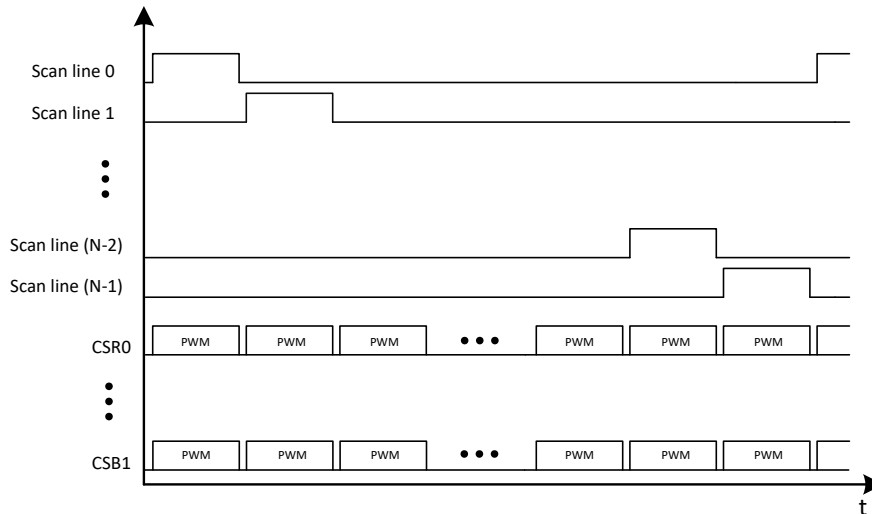 Scan line 0
Scan line 1
Scan line (N-2)
Scan line (N-1)
CSR0
PWM PWM PWM PWM PWM PWM
CSB1
PWM PWM PWM PWM PWM PWM
t